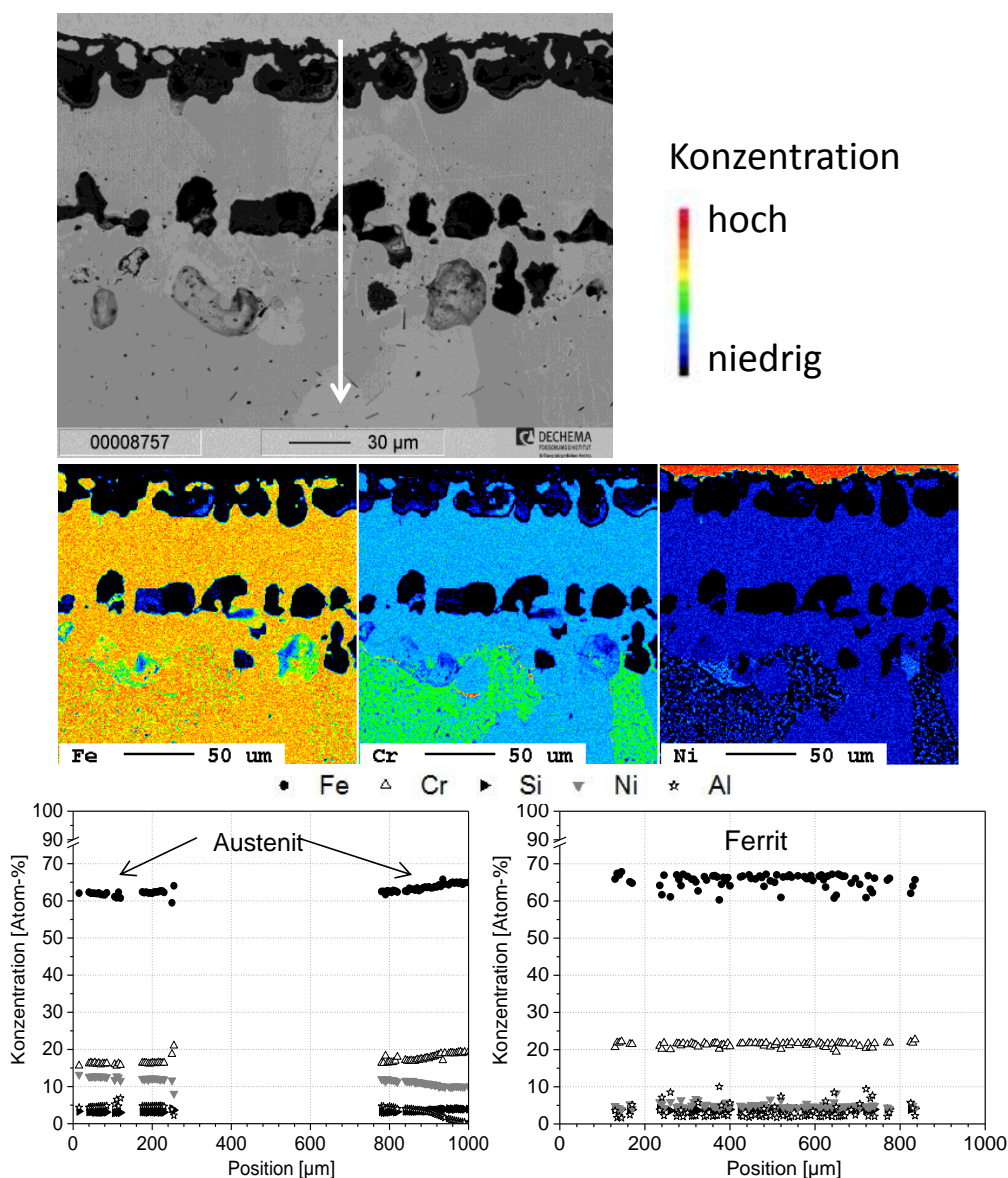 Konzentration
hoch
niedrig
00008757
30 µm
DECHEMA
FORSCHUNGSINSTITUT
Fe 50 um
Cr 50 um
Ni 50 um
Fe Cr Si Ni Al
100
90
90
70
60
50
40
30
20
10
0
Konzentration [Atom-%]
Austenit
0 200 400 600 800 1000
Position [µm]
100
90
90
70
60
50
40
30
20
10
0
Konzentration [Atom-%]
Ferrit
0 200 400 600 800 1000
Position [µm]